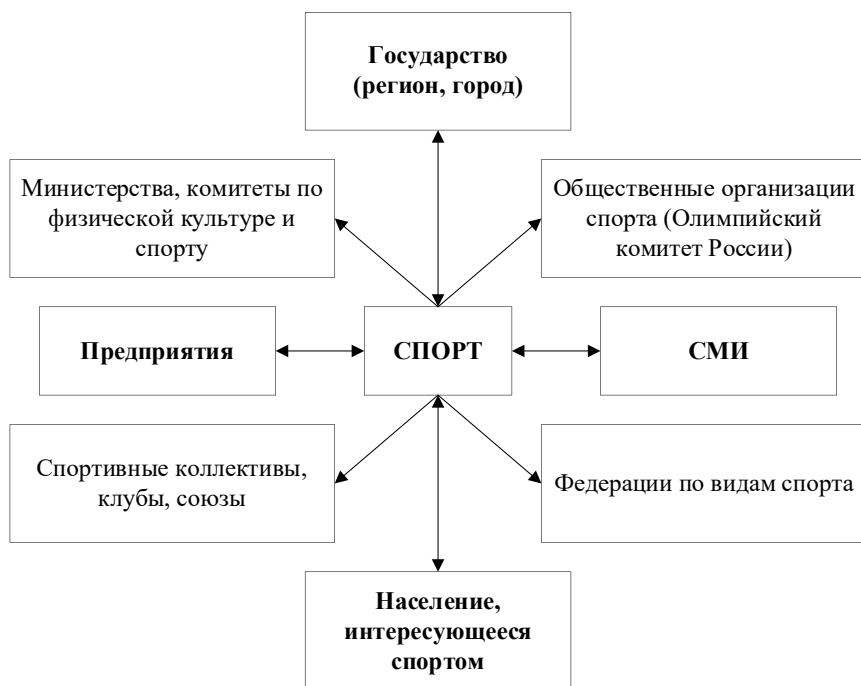 Государство
(регион, город)
Министерства, комитеты по
физической культуре и
спорту
Общественные организации
спорта (Олимпийский
комитет России)
Предприятия
СПОРТ
СМИ
Спортивные коллективы,
клубы, союзы
Федерации по видам спорта
Население,
интересующееся
спортом